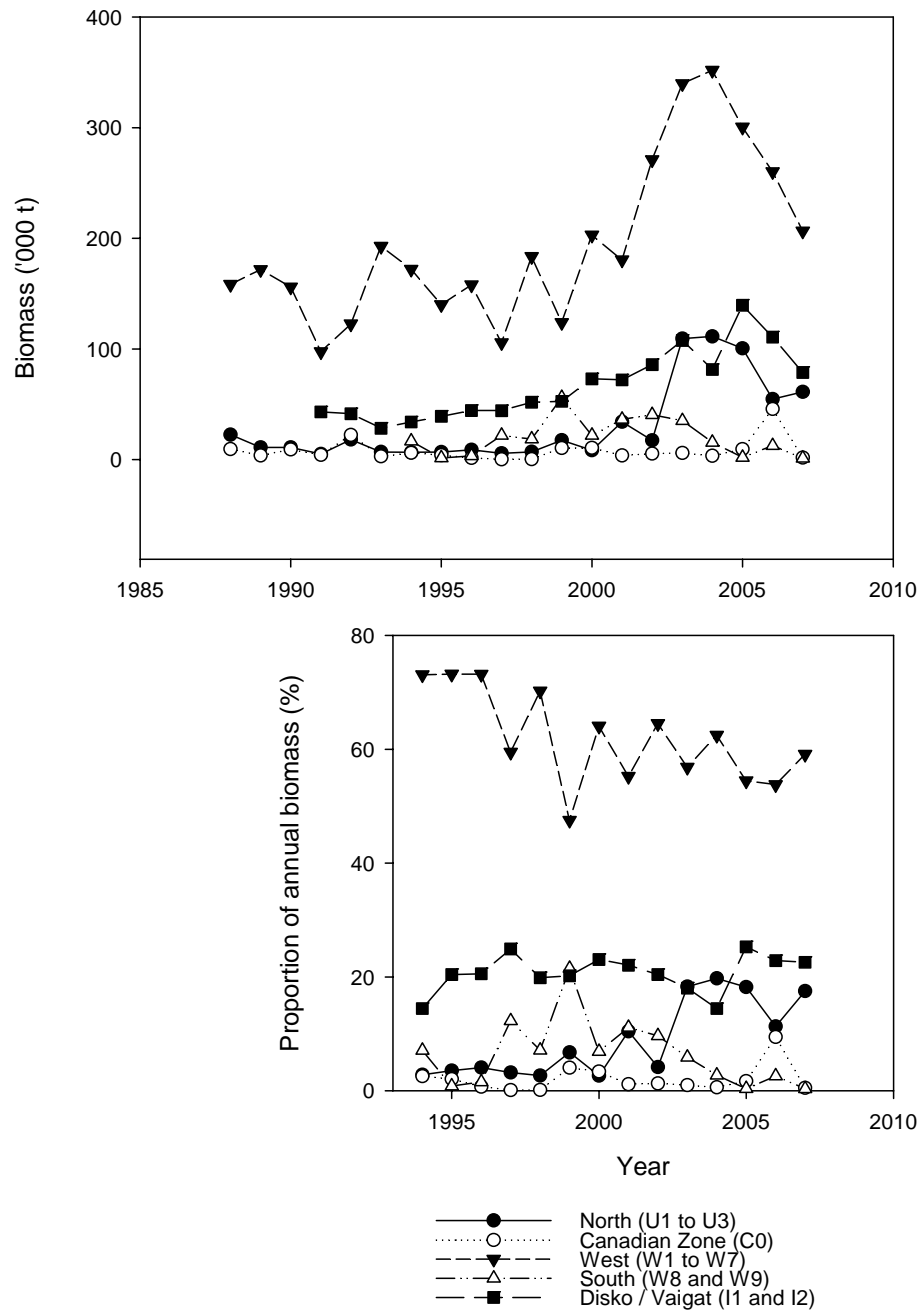 400
300
200
100
0
Biomass ('000 t)
1985 1990 1995 2000 2005 2010
80
60
40
20
0
Proportion of annual biomass (%)
1995 2000 2005 2010
Year
North (U1 to U3)
Canadian Zone (C0)
West (W1 to W7)
South (W8 and W9)
Disko / Vaigat (I1 and I2)